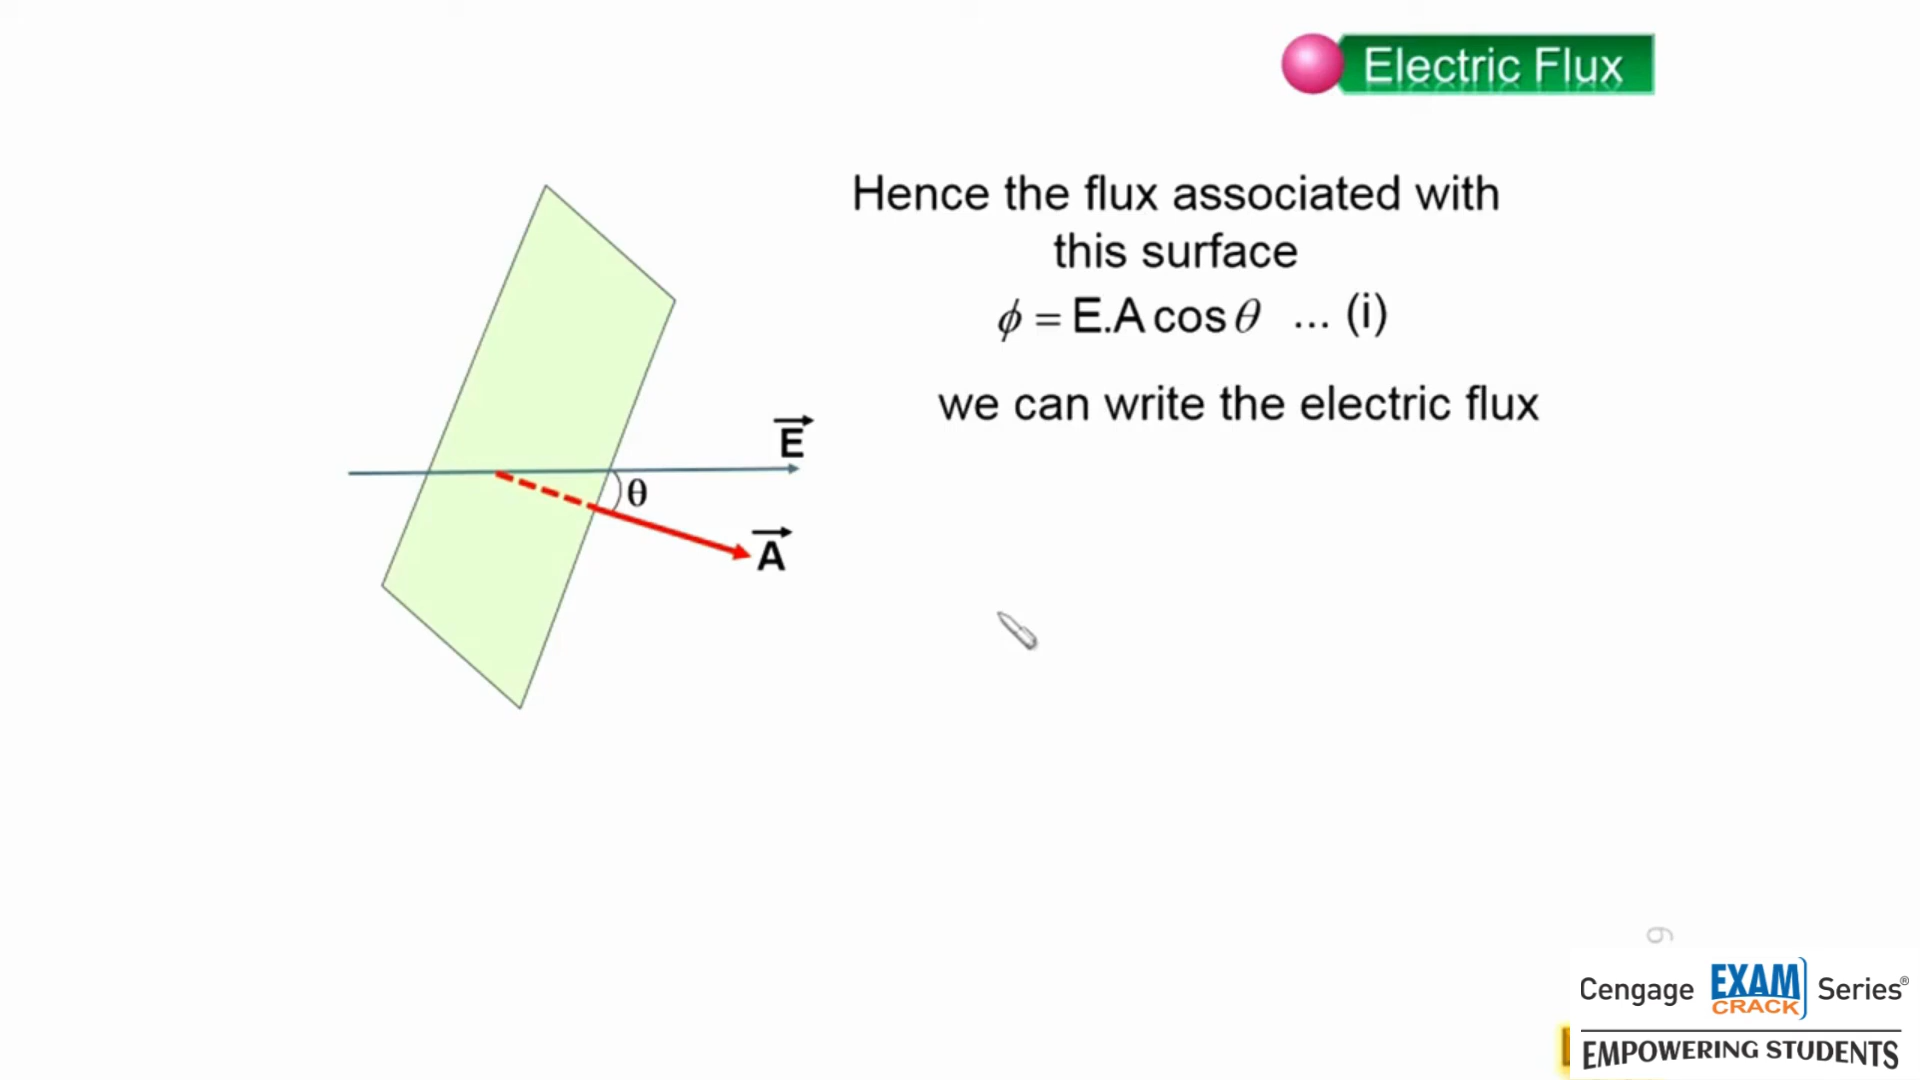 Electric Flux
Hence the flux associated with
this surface
ϕ = E.A cos θ ... (i)
we can write the electric flux
E
θ
A
9
Cengage EXAM CRACK Series®
EMPOWERING STUDENTS